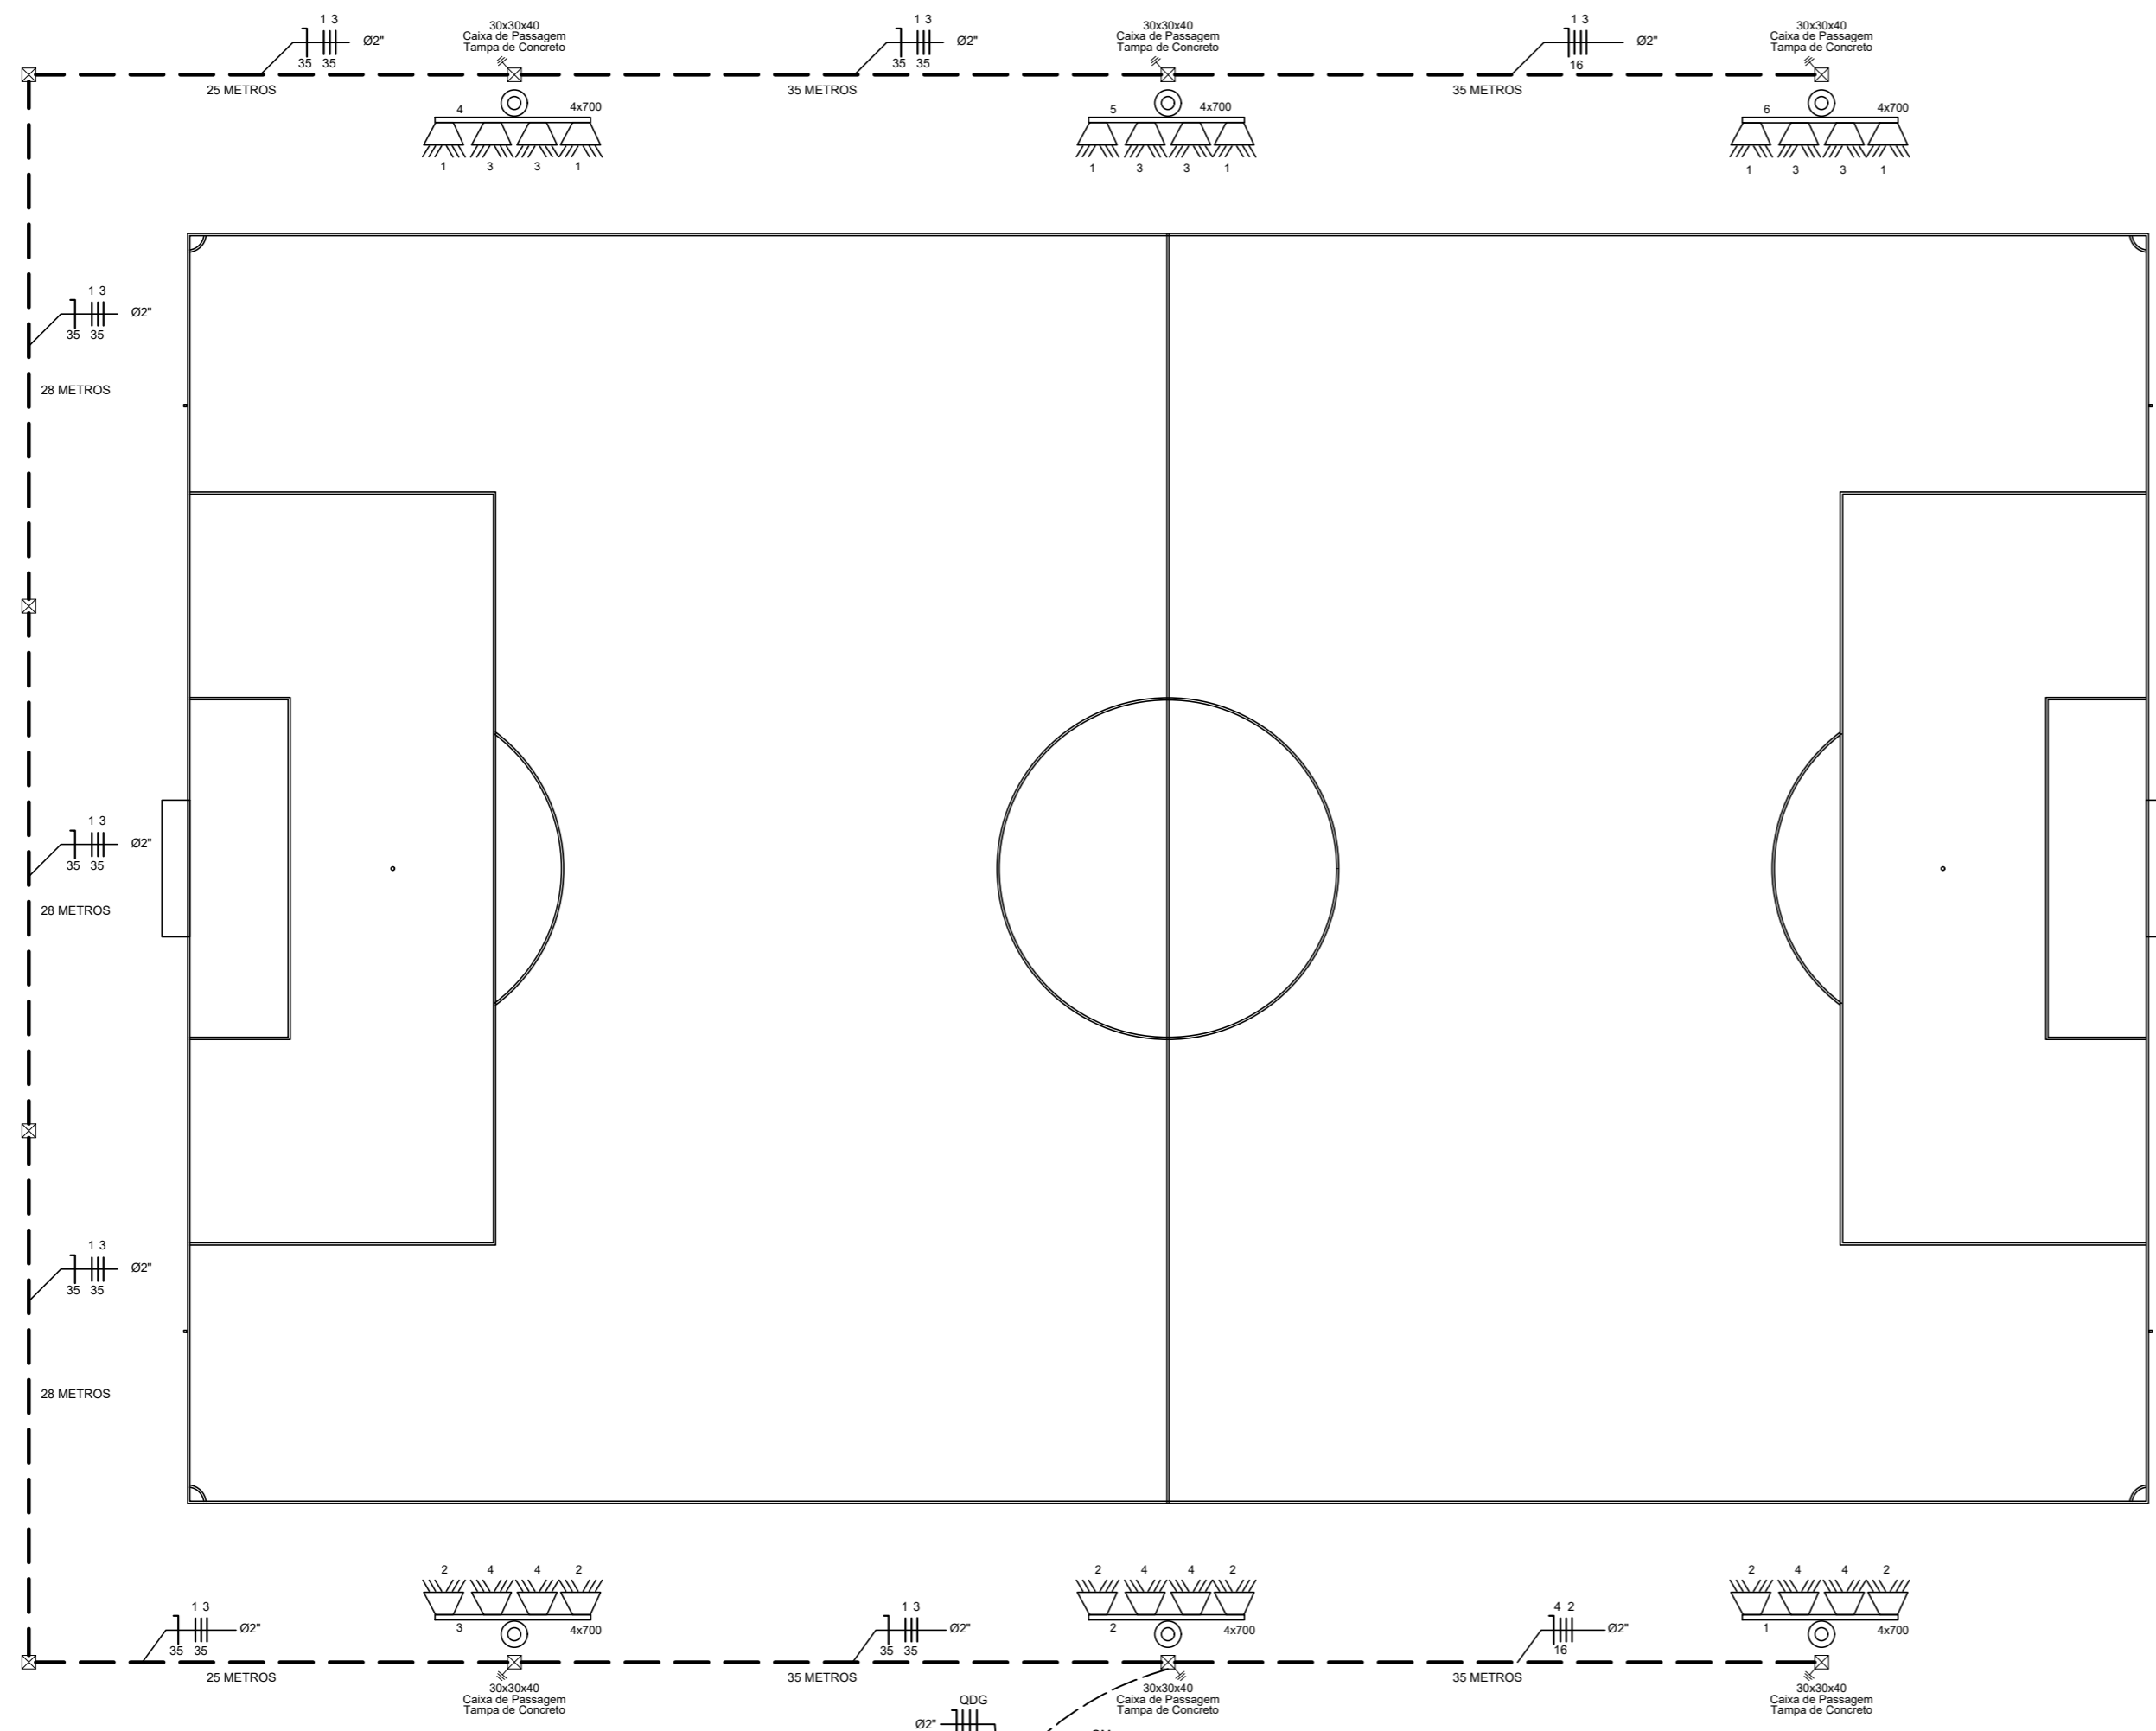 1 3
35 35
Ø2"
25 METROS
30x30x40
Caixa de Passagem
Tampa de Concreto
4 4x700
1 3 3 1
1 3
35 35
Ø2"
35 METROS
30x30x40
Caixa de Passagem
Tampa de Concreto
5 4x700
1 3 3 1
1 3
16
Ø2"
35 METROS
30x30x40
Caixa de Passagem
Tampa de Concreto
6 4x700
1 3 3 1
1 3
35 35
Ø2"
28 METROS
1 3
35 35
Ø2"
28 METROS
1 3
35 35
Ø2"
28 METROS
1 3
35 35
Ø2"
25 METROS
2 4 4 2
3 4x700
30x30x40
Caixa de Passagem
Tampa de Concreto
1 3
35 35
Ø2"
35 METROS
2 4 4 2
2 4x700
30x30x40
Caixa de Passagem
Tampa de Concreto
4 2
16
Ø2"
35 METROS
2 4 4 2
1 4x700
30x30x40
Caixa de Passagem
Tampa de Concreto
QDG
Ø2"